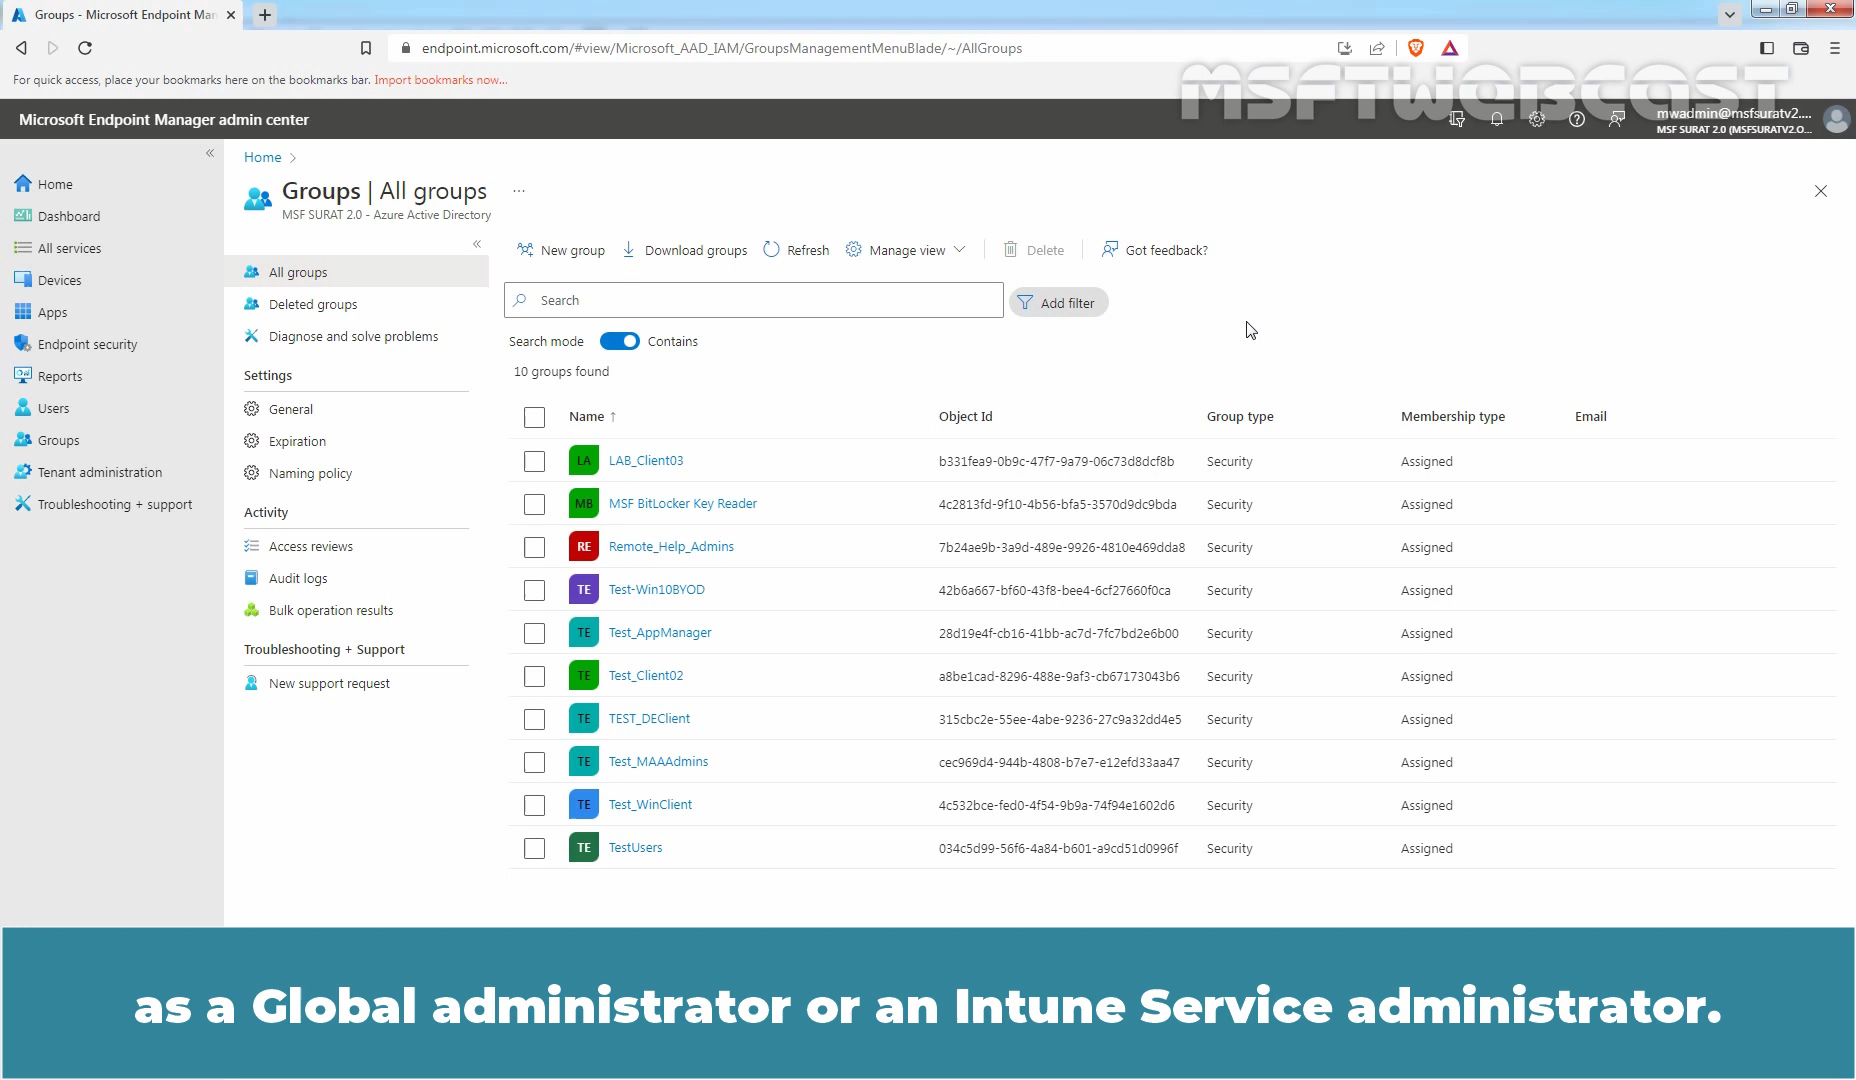 Groups - Microsoft Endpoint Man
endpoint.microsoft.com/#view/Microsoft_AAD_IAM/GroupsManagementMenuBlade/~/AllGroups
For quick access, place your bookmarks here on the bookmarks bar. Import bookmarks now...
MSFTWEBCAST
Microsoft Endpoint Manager admin center
mwadmin@msfsuratv2....
MSF SURAT 2.0 (MSFSURATV2.O...
Home
Dashboard
All services
Devices
Apps
Endpoint security
Reports
Users
Groups
Tenant administration
Troubleshooting + support
Home >
Groups | All groups ...
MSF SURAT 2.0 - Azure Active Directory
All groups
Deleted groups
Diagnose and solve problems
Settings
General
Expiration
Naming policy
Activity
Access reviews
Audit logs
Bulk operation results
Troubleshooting + Support
New support request
New group Download groups Refresh Manage view Delete Got feedback?
Search Add filter
Search mode Contains
10 groups found
Name ↑ Object Id Group type Membership type Email
LA LAB_Client03 b331fea9-0b9c-47f7-9a79-06c73d8dcf8b Security Assigned
MB MSF BitLocker Key Reader 4c2813fd-9f10-4b56-bfa5-3570d9dc9bda Security Assigned
RE Remote_Help_Admins 7b24ae9b-3a9d-489e-9926-4810e469dda8 Security Assigned
TE Test-Win10BYOD 42b6a667-bf60-43f8-bee4-6cf27660f0ca Security Assigned
TE Test_AppManager 28d19e4f-cb16-41bb-ac7d-7fc7bd2e6b00 Security Assigned
TE Test_Client02 a8be1cad-8296-488e-9af3-cb67173043b6 Security Assigned
TE TEST_DEClient 315cbc2e-55ee-4abe-9236-27c9a32dd4e5 Security Assigned
TE Test_MAAAdmins cec969d4-944b-4808-b7e7-e12efd33aa47 Security Assigned
TE Test_WinClient 4c532bce-fed0-4f54-9b9a-74f94e1602d6 Security Assigned
TE TestUsers 034c5d99-56f6-4a84-b601-a9cd51d0996f Security Assigned
as a Global administrator or an Intune Service administrator.